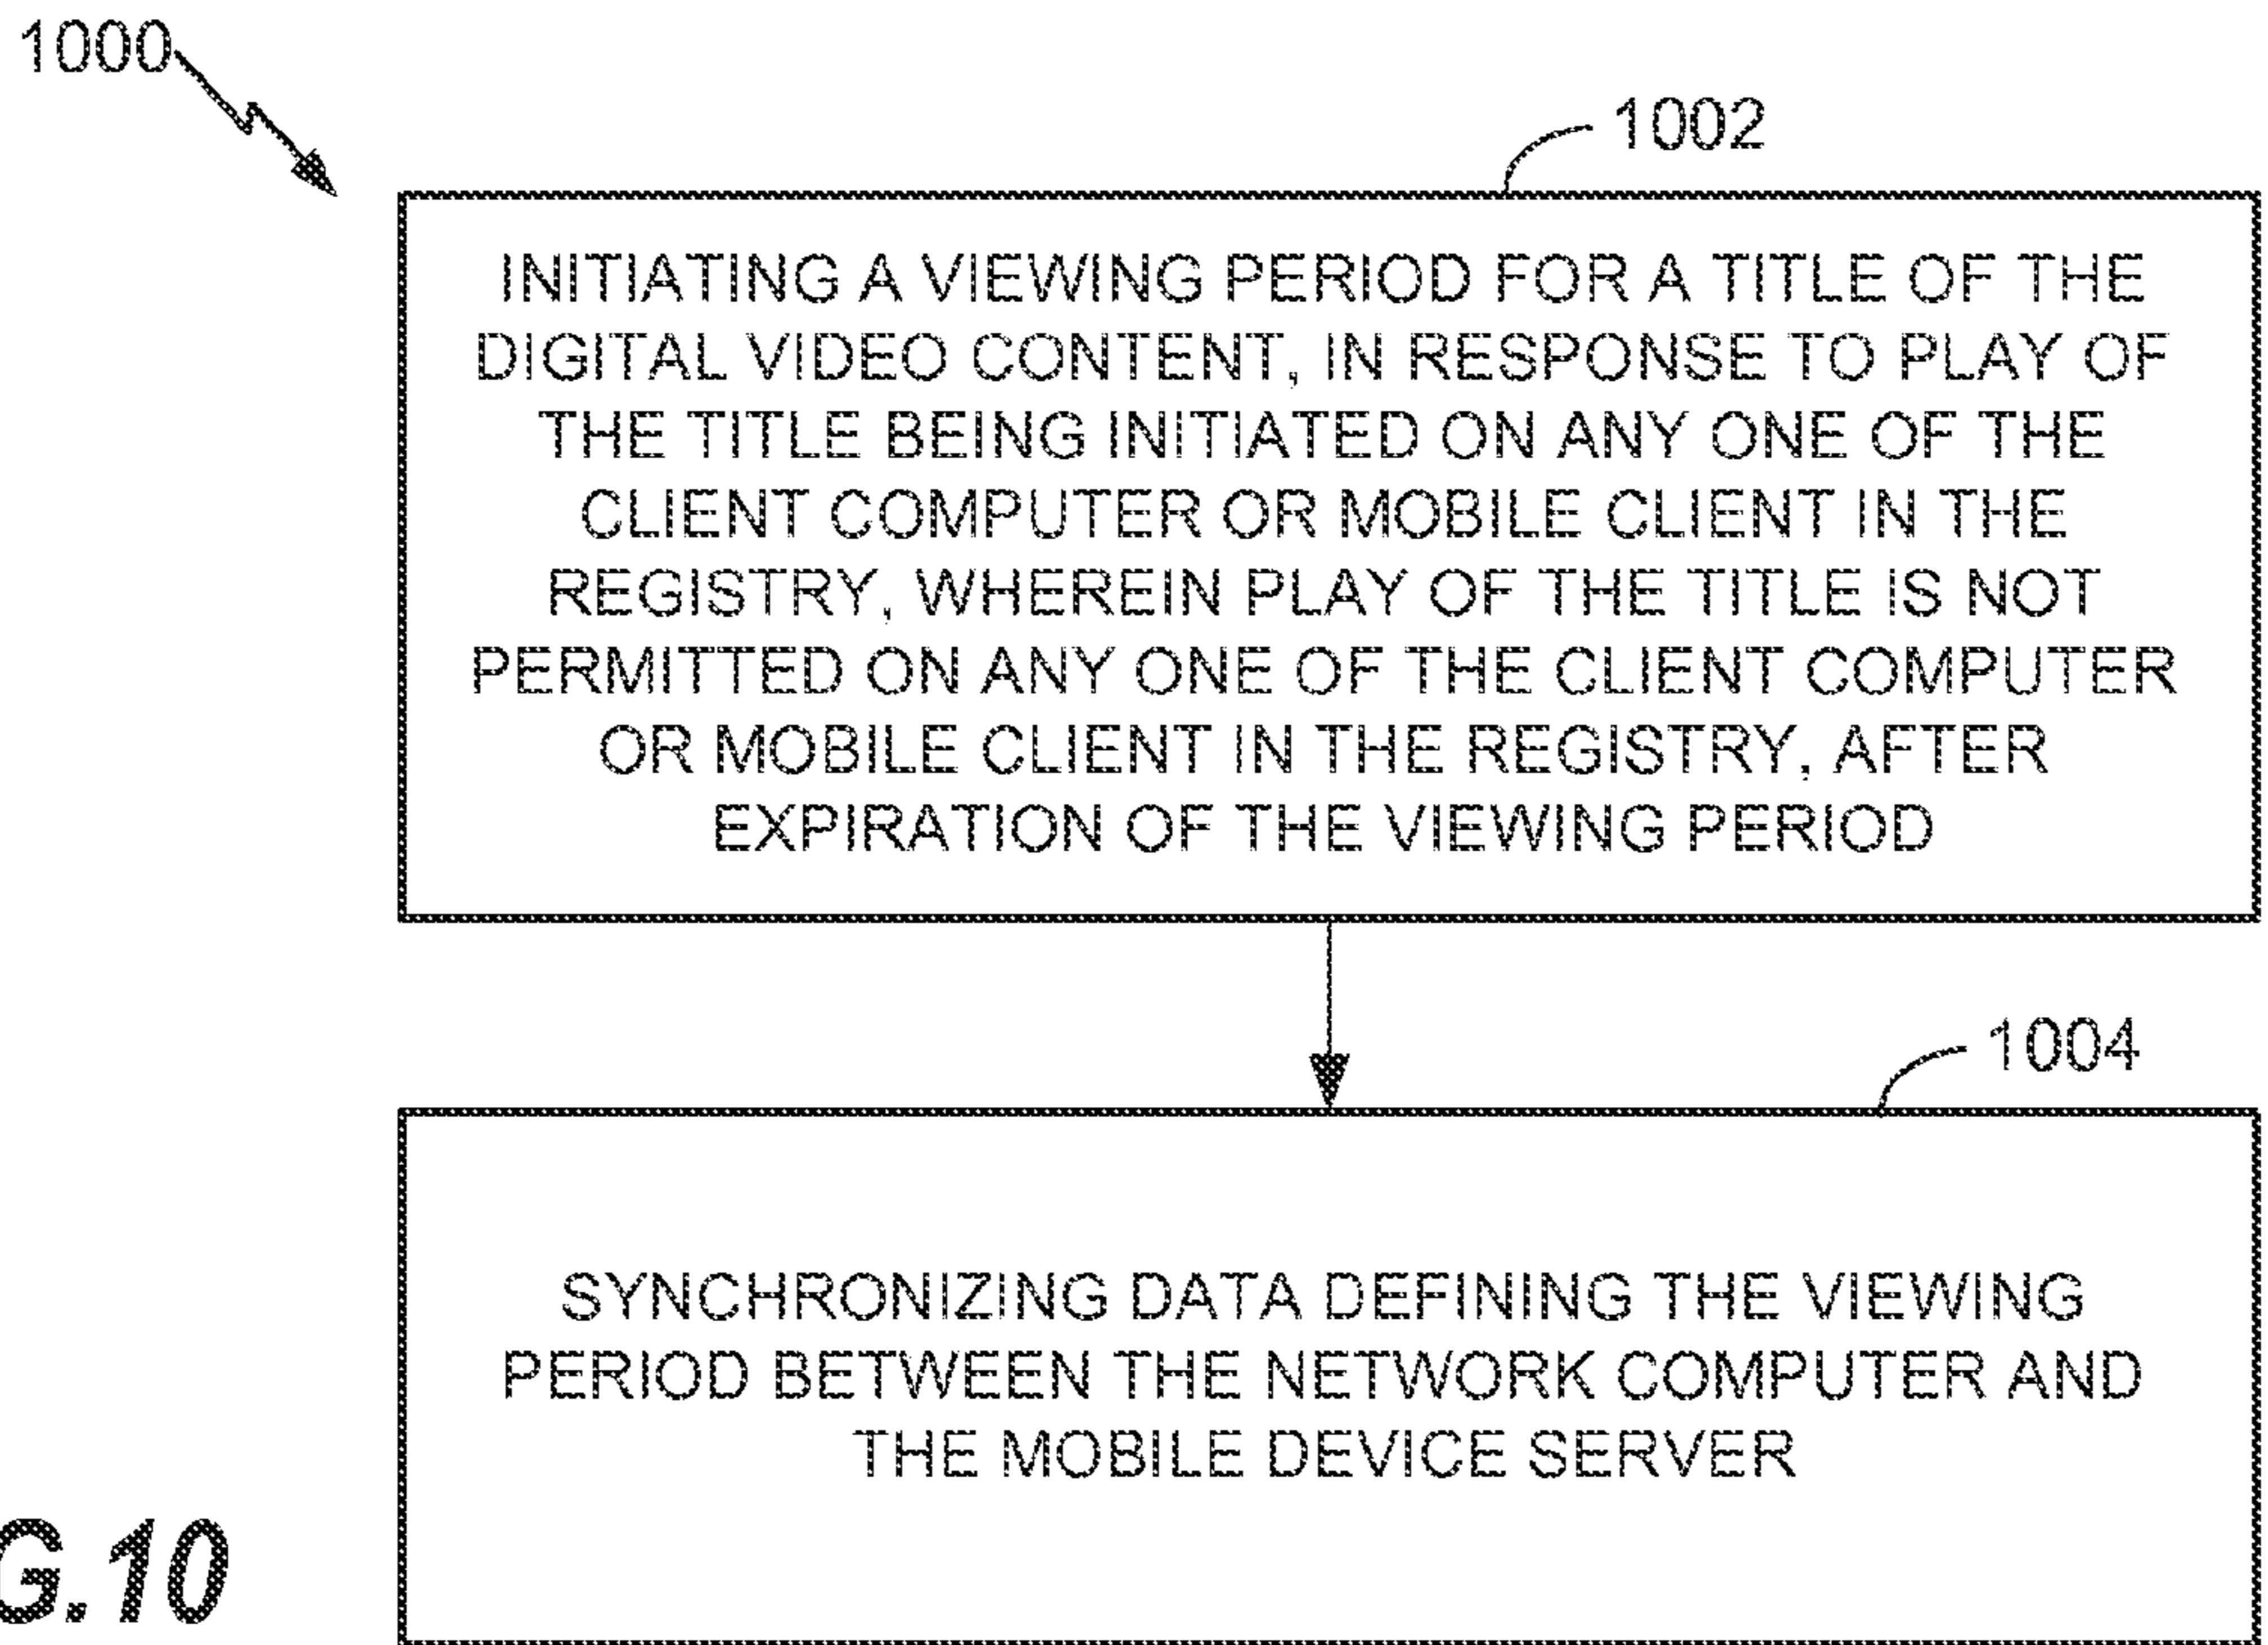 1000
1002
INITIATING A VIEWING PERIOD FOR A TITLE OF THE
DIGITAL VIDEO CONTENT, IN RESPONSE TO PLAY OF
THE TITLE BEING INITIATED ON ANY ONE OF THE
CLIENT COMPUTER OR MOBILE CLIENT IN THE
REGISTRY, WHEREIN PLAY OF THE TITLE IS NOT
PERMITTED ON ANY ONE OF THE CLIENT COMPUTER
OR MOBILE CLIENT IN THE REGISTRY, AFTER
EXPIRATION OF THE VIEWING PERIOD
1004
SYNCHRONIZING DATA DEFINING THE VIEWING
PERIOD BETWEEN THE NETWORK COMPUTER AND
THE MOBILE DEVICE SERVER
G.10